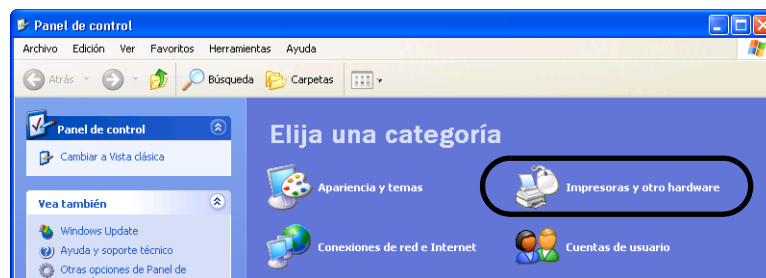 Panel de control
Archivo Edición Ver Favoritos Herramientas Ayuda
Atrás Búsqueda Carpetas
Panel de control
Cambiar a Vista clásica
Vea también
Windows Update
Ayuda y soporte técnico
Otras opciones de Panel de
Elija una categoría
Apariencia y temas
Impresoras y otro hardware
Conexiones de red e Internet
Cuentas de usuario